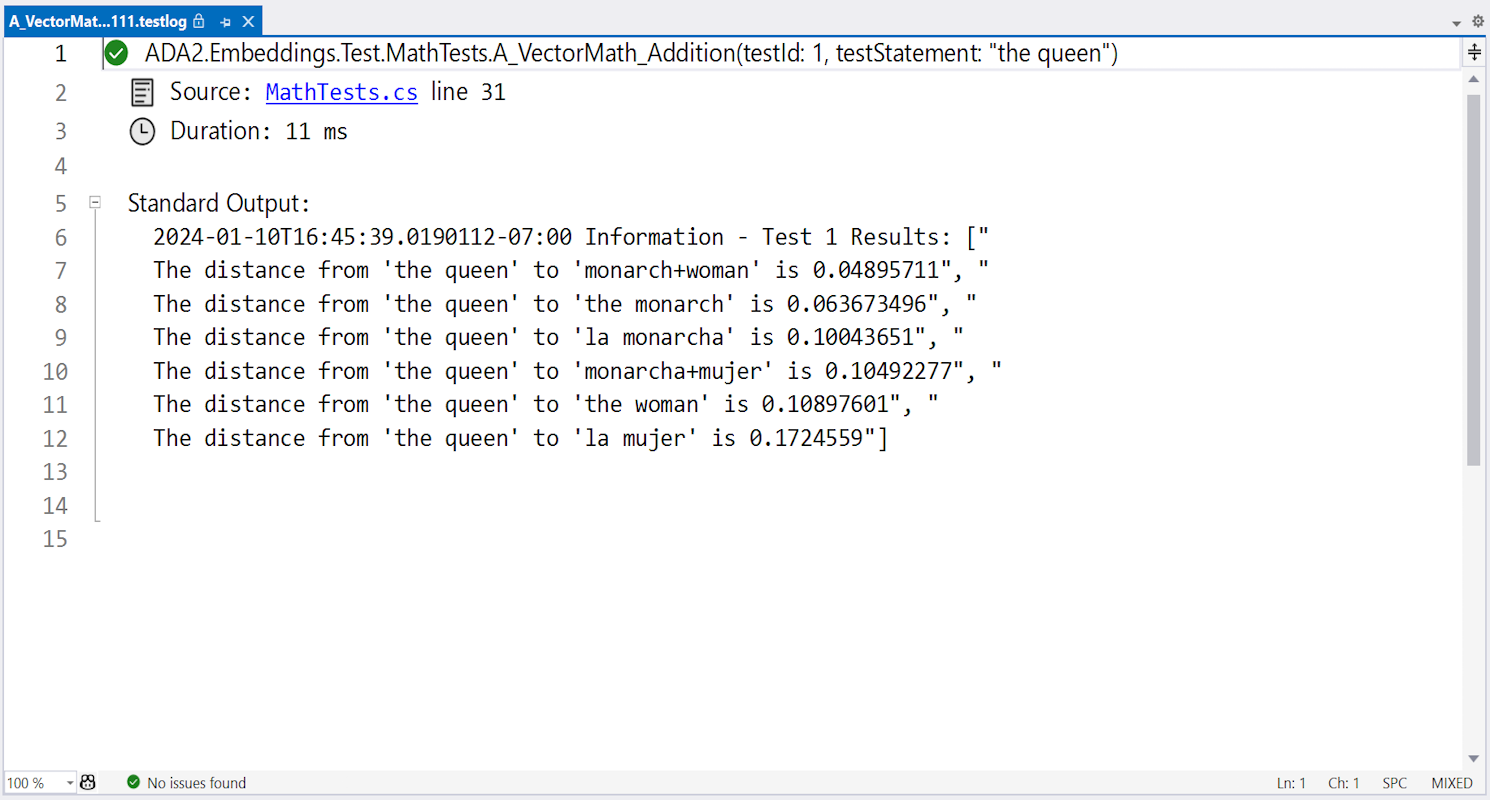 A_VectorMat...111.testlog
1 ADA2.Embeddings.Test.MathTests.A_VectorMath_Addition(testId: 1, testStatement: "the queen")
2 Source: MathTests.cs line 31
3 Duration: 11 ms
4
5 Standard Output:
6 2024-01-10T16:45:39.0190112-07:00 Information - Test 1 Results: ["
7 The distance from 'the queen' to 'monarch+woman' is 0.04895711", "
8 The distance from 'the queen' to 'the monarch' is 0.063673496", "
9 The distance from 'the queen' to 'la monarcha' is 0.10043651", "
10 The distance from 'the queen' to 'monarcha+mujer' is 0.10492277", "
11 The distance from 'the queen' to 'the woman' is 0.10897601", "
12 The distance from 'the queen' to 'la mujer' is 0.1724559"]
13
14
15
100 % No issues found Ln: 1 Ch: 1 SPC MIXED